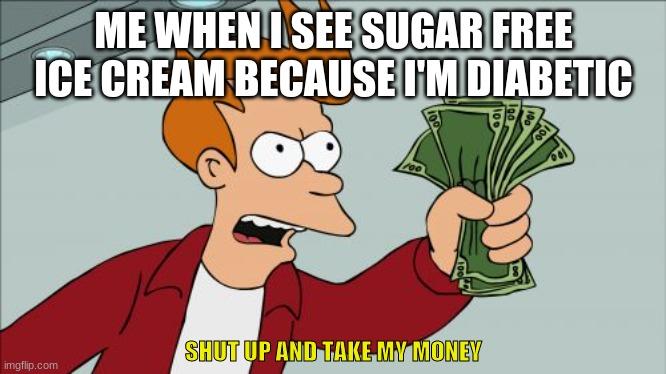 ME WHEN I SEE SUGAR FREE
ICE CREAM BECAUSE I'M DIABETIC
SHUT UP AND TAKE MY MONEY
imgflip.com